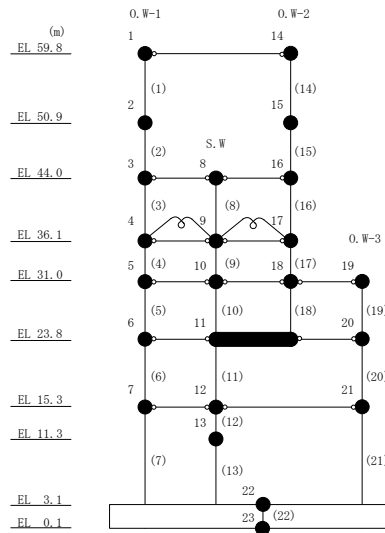 O.W-1 O.W-2
(m)
EL 59.8 1 14
(1) (14)
EL 50.9 2 15
(2) S.W (15)
EL 44.0 3 8 16
(3) (8) (16)
EL 36.1 4 9 17 O.W-3
EL 31.0 5 (4) 10 (9) 18 (17) 19
(5) (10) (18) (19)
EL 23.8 6 11 20
(6) (11) (20)
EL 15.3 7 12 21
EL 11.3 13 (12)
(7) (13) (21)
EL 3.1 22
EL 0.1 23 (22)